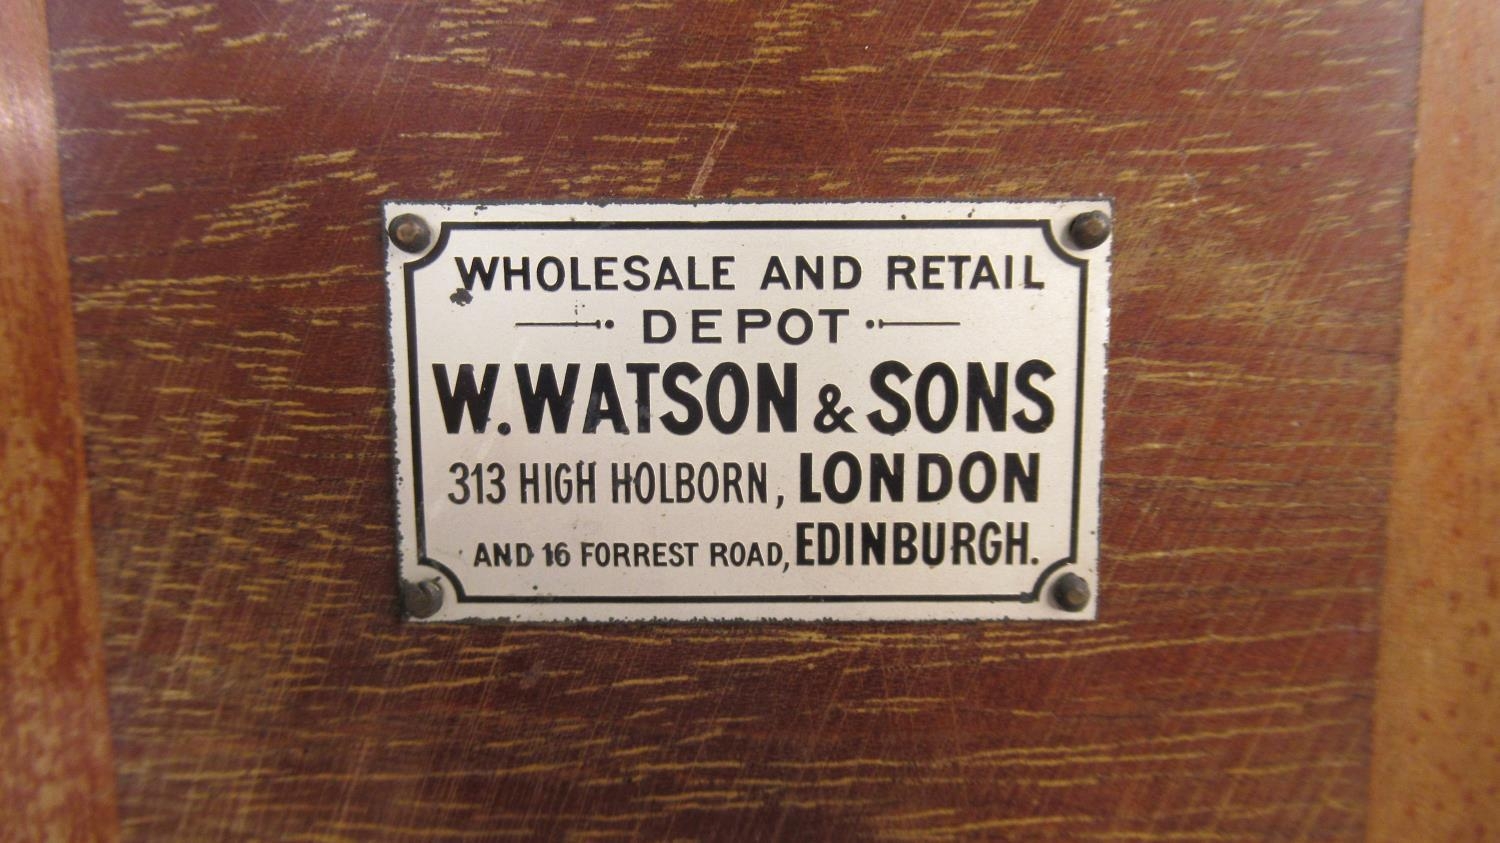 WHOLESALE AND RETAIL
DEPOT
W. WATSON & SONS
313 HIGH HOLBORN, LONDON
AND 16 FORREST ROAD, EDINBURGH.